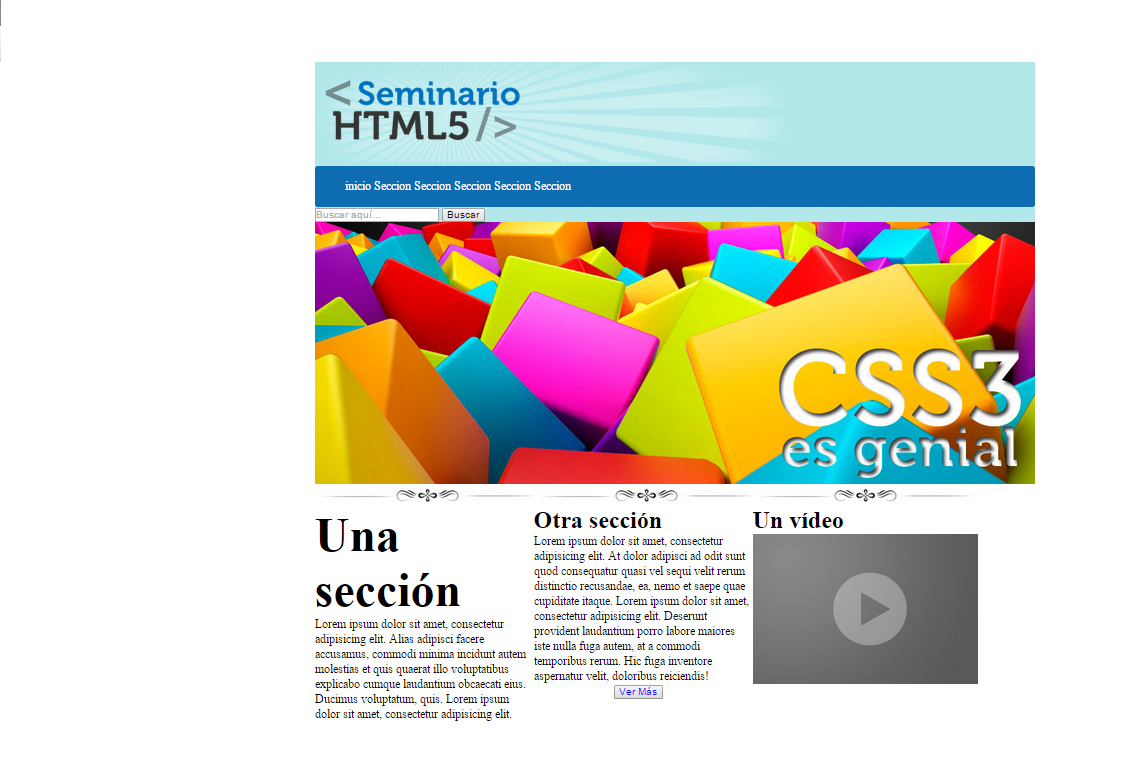 < Seminario
HTML5 />
inicio Seccion Seccion Seccion Seccion Seccion
Buscar aquí... Buscar
CSS3
es genial
Una
sección
Lorem ipsum dolor sit amet, consectetur
adipisicing elit. Alias adipisci facere
accusamus, commodi minima incidunt autem
molestias et quis quaerat illo voluptatibus
explicabo cumque laudantium obcaecati eius.
Ducimus voluptatum, quis. Lorem ipsum
dolor sit amet, consectetur adipisicing elit.
Otra sección
Lorem ipsum dolor sit amet, consectetur
adipisicing elit. At dolor adipisci ad odit sunt
quod consequatur quasi vel sequi velit rerum
distinctio recusandae, ea, nemo et saepe quae
cupiditate itaque. Lorem ipsum dolor sit amet,
consectetur adipisicing elit. Deserunt
provident laudantium porro labore maiores
iste nulla fuga autem, at a commodi
temporibus rerum. Hic fuga inventore
aspernatur velit, doloribus reiciendis!
Ver Más
Un vídeo